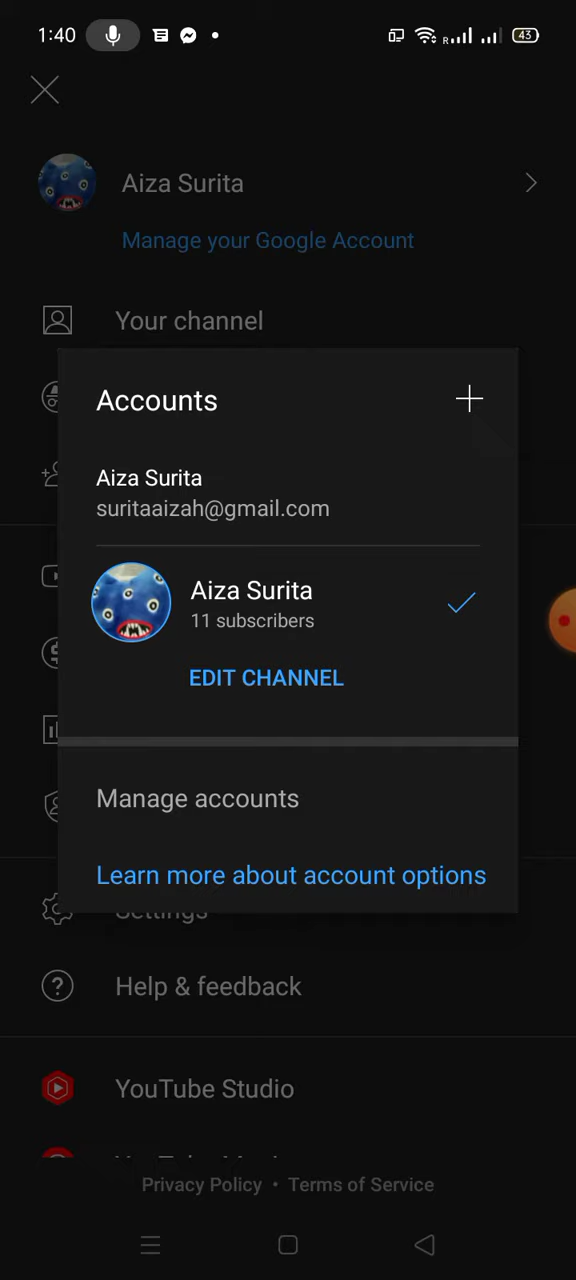 1:40
R
43
Aiza Surita
Manage your Google Account
Your channel
Accounts
Aiza Surita
suritaaizah@gmail.com
Aiza Surita
11 subscribers
EDIT CHANNEL
Manage accounts
Learn more about account options
Settings
Help & feedback
YouTube Studio
Privacy Policy • Terms of Service